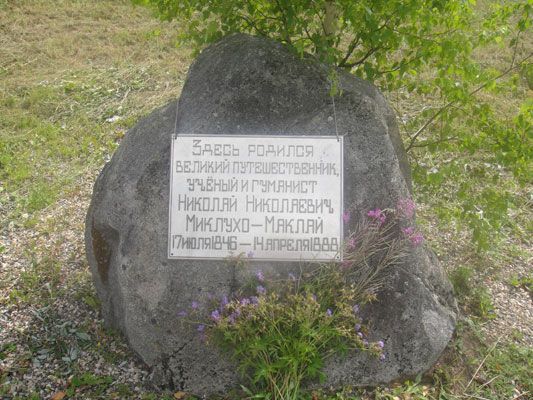 Здесь родился
великий путешественник,
учёный и гуманист
Николай Николаевич
Миклухо-Маклай
17 июля 1846 – 14 апреля 1888